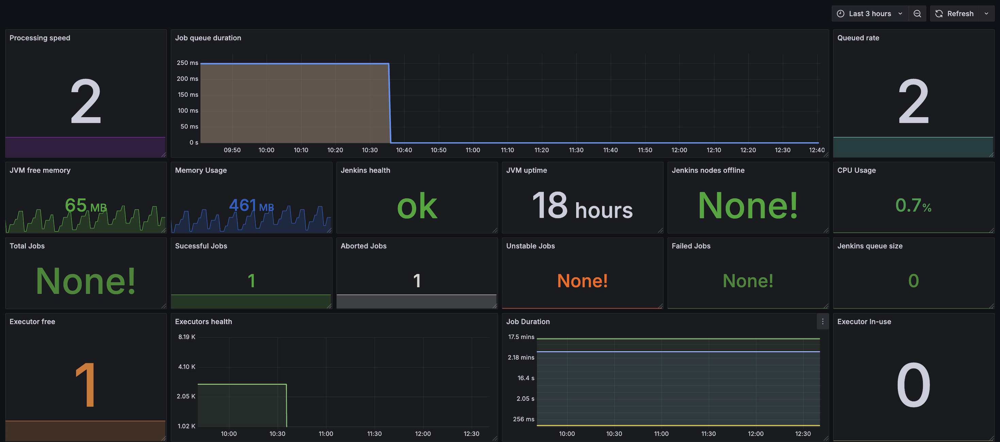 Last 3 hours
Refresh
Processing speed
2
Job queue duration
250 ms
200 ms
150 ms
100 ms
50 ms
0 s
09:50 10:00 10:10 10:20 10:30 10:40 10:50 11:00 11:10 11:20 11:30 11:40 11:50 12:00 12:10 12:20 12:30 12:40
Queued rate
2
JVM free memory
65 MB
Memory Usage
461 MB
Jenkins health
ok
JVM uptime
18 hours
Jenkins nodes offline
None!
CPU Usage
0.7%
Total Jobs
None!
Sucessful Jobs
1
Aborted Jobs
1
Unstable Jobs
None!
Failed Jobs
None!
Jenkins queue size
0
Executor free
1
Executors health
8.19 K
4.10 K
2.05 K
1.02 K
10:00 10:30 11:00 11:30 12:00 12:30
Job Duration
17.5 mins
2.18 mins
16.4 s
2.05 s
256 ms
10:00 10:30 11:00 11:30 12:00 12:30
Executor In-use
0